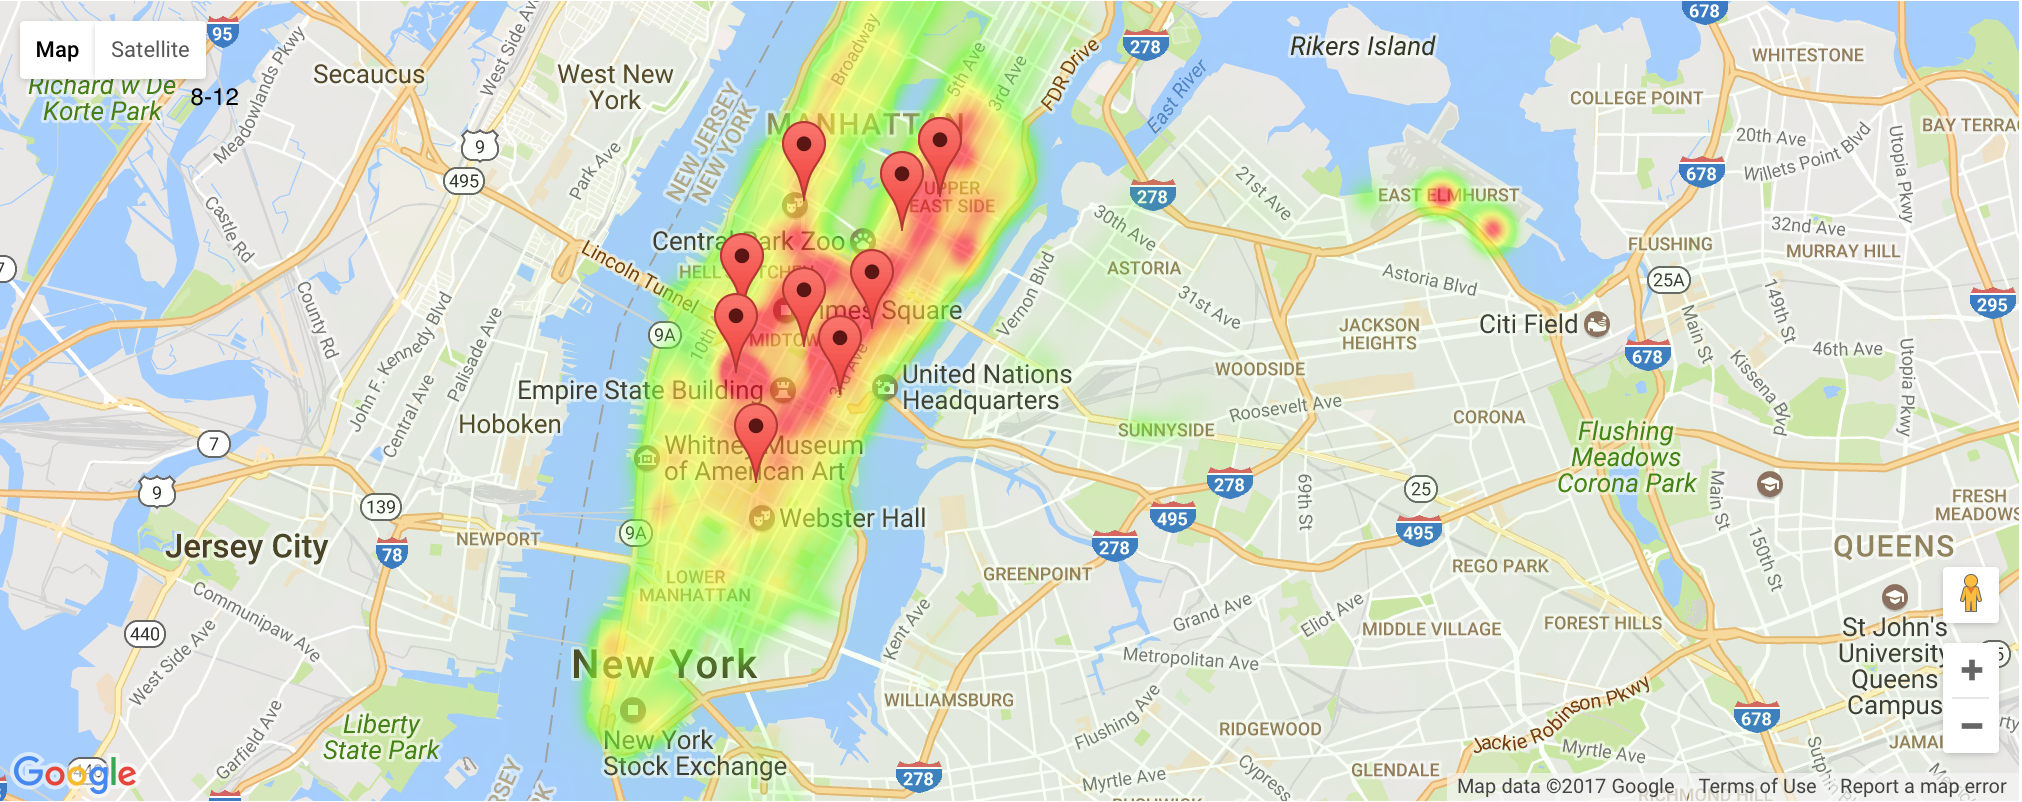 Map
Satellite
95
Richard W De
Korte Park
8-12
Meadowlands Pkwy
Secaucus
West Side Av
West New
York
NEW JERSEY
NEW YORK
Broadway
5th Ave
3rd Ave
FDR Drive
278
East River
Rikers Island
678
WHITESTONE
COLLEGE POINT
20th Ave
Willets Point Blvd
Utopia Pkwy
BAY TERRA
MANHATTAN
9
495
Park Ave
Castle Rd
UPPER
EAST SIDE
278
21st Ave
30th Ave
EAST ELMHURST
678
32nd Ave
MURRAY HILL
FLUSHING
Central Park Zoo
Lincoln Tunnel
7
County Rd
John F. Kennedy Blvd
Central Ave
Palisade Ave
9A
10th
MIDTOW
imes Square
3rd Ave
Vernon Blvd
ASTORIA
31st Ave
Astoria Blvd
25A
149th St
295
Citi Field
JACKSON
HEIGHTS
Main St
678
46th Ave
Kissena Blvd
Utopia Pkwy
Empire State Building
United Nations
Headquarters
WOODSIDE
Roosevelt Ave
CORONA
SUNNYSIDE
Hoboken
7
Whitney Museum
of American Art
Flushing
Meadows
Corona Park
9
139
278
69th St
25
Main St
FRESH
MEADOWS
Jersey City
78
NEWPORT
9A
Webster Hall
495
278
495
150th St
QUEENS
LOWER
MANHATTAN
GREENPOINT
REGO PARK
Communipaw Ave
440
West Side Ave
Kent Ave
Grand Ave
Eliot Ave
MIDDLE VILLAGE
FOREST HILLS
St John's
University
Queens
Campus
New York
Metropolitan Ave
WILLIAMSBURG
Flushing Ave
RIDGEWOOD
Jackie Robinson Pkwy
678
Myrtle Ave
JAMAI
Liberty
State Park
Garfield Ave
New York
Stock Exchange
278
Myrtle Ave
Cypress
GLENDALE
Google
440
ERSEY
Map data ©2017 Google
Terms of Use
Report a map error
RICHMOND HILL
BUSHWICK